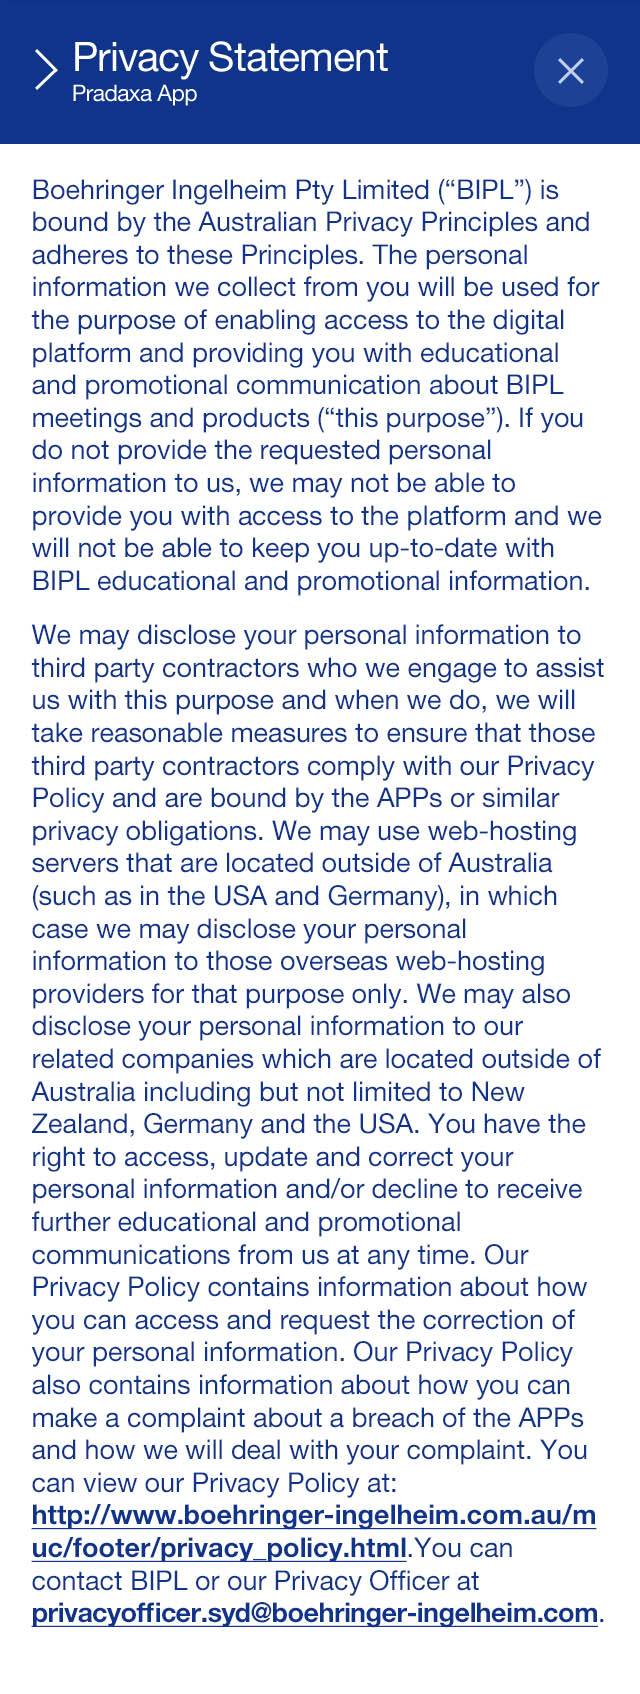 Privacy Statement
Pradaxa App
Boehringer Ingelheim Pty Limited (“BIPL”) is
bound by the Australian Privacy Principles and
adheres to these Principles. The personal
information we collect from you will be used for
the purpose of enabling access to the digital
platform and providing you with educational
and promotional communication about BIPL
meetings and products (“this purpose”). If you
do not provide the requested personal
information to us, we may not be able to
provide you with access to the platform and we
will not be able to keep you up-to-date with
BIPL educational and promotional information.
We may disclose your personal information to
third party contractors who we engage to assist
us with this purpose and when we do, we will
take reasonable measures to ensure that those
third party contractors comply with our Privacy
Policy and are bound by the APPs or similar
privacy obligations. We may use web-hosting
servers that are located outside of Australia
(such as in the USA and Germany), in which
case we may disclose your personal
information to those overseas web-hosting
providers for that purpose only. We may also
disclose your personal information to our
related companies which are located outside of
Australia including but not limited to New
Zealand, Germany and the USA. You have the
right to access, update and correct your
personal information and/or decline to receive
further educational and promotional
communications from us at any time. Our
Privacy Policy contains information about how
you can access and request the correction of
your personal information. Our Privacy Policy
also contains information about how you can
make a complaint about a breach of the APPs
and how we will deal with your complaint. You
can view our Privacy Policy at:
http://www.boehringer-ingelheim.com.au/m
uc/footer/privacy_policy.html.You can
contact BIPL or our Privacy Officer at
privacyofficer.syd@boehringer-ingelheim.com.